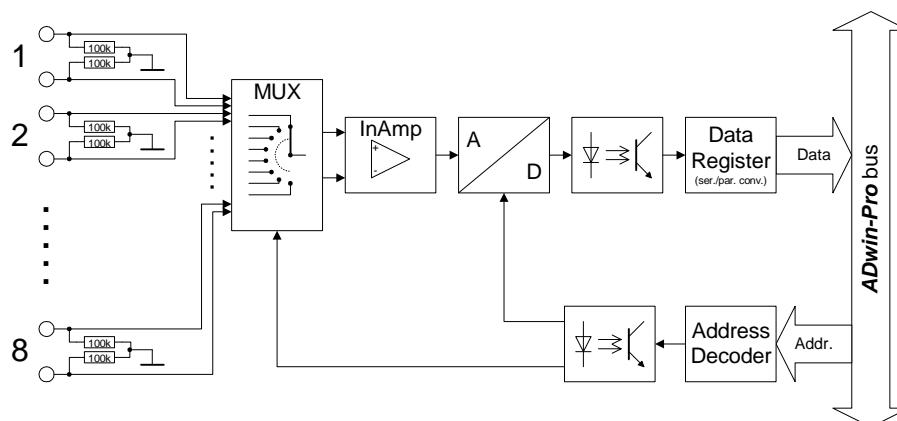 1
100k
100k
2
100k
100k
8
100k
100k
MUX
InAmp
+
-
A
D
Data
Register
(ser./par. conv.)
Data
Address
Decoder
Addr.
ADwin-Pro bus